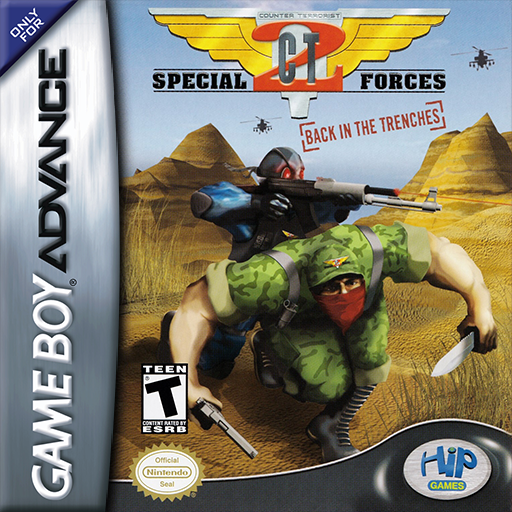 ONLY
FOR
GAME BOY ADVANCE
COUNTER TERRORIST
CT
2
SPECIAL FORCES
BACK IN THE TRENCHES
TEEN
T
CONTENT RATED BY
ESRB
Official
Nintendo
Seal
HIP
GAMES